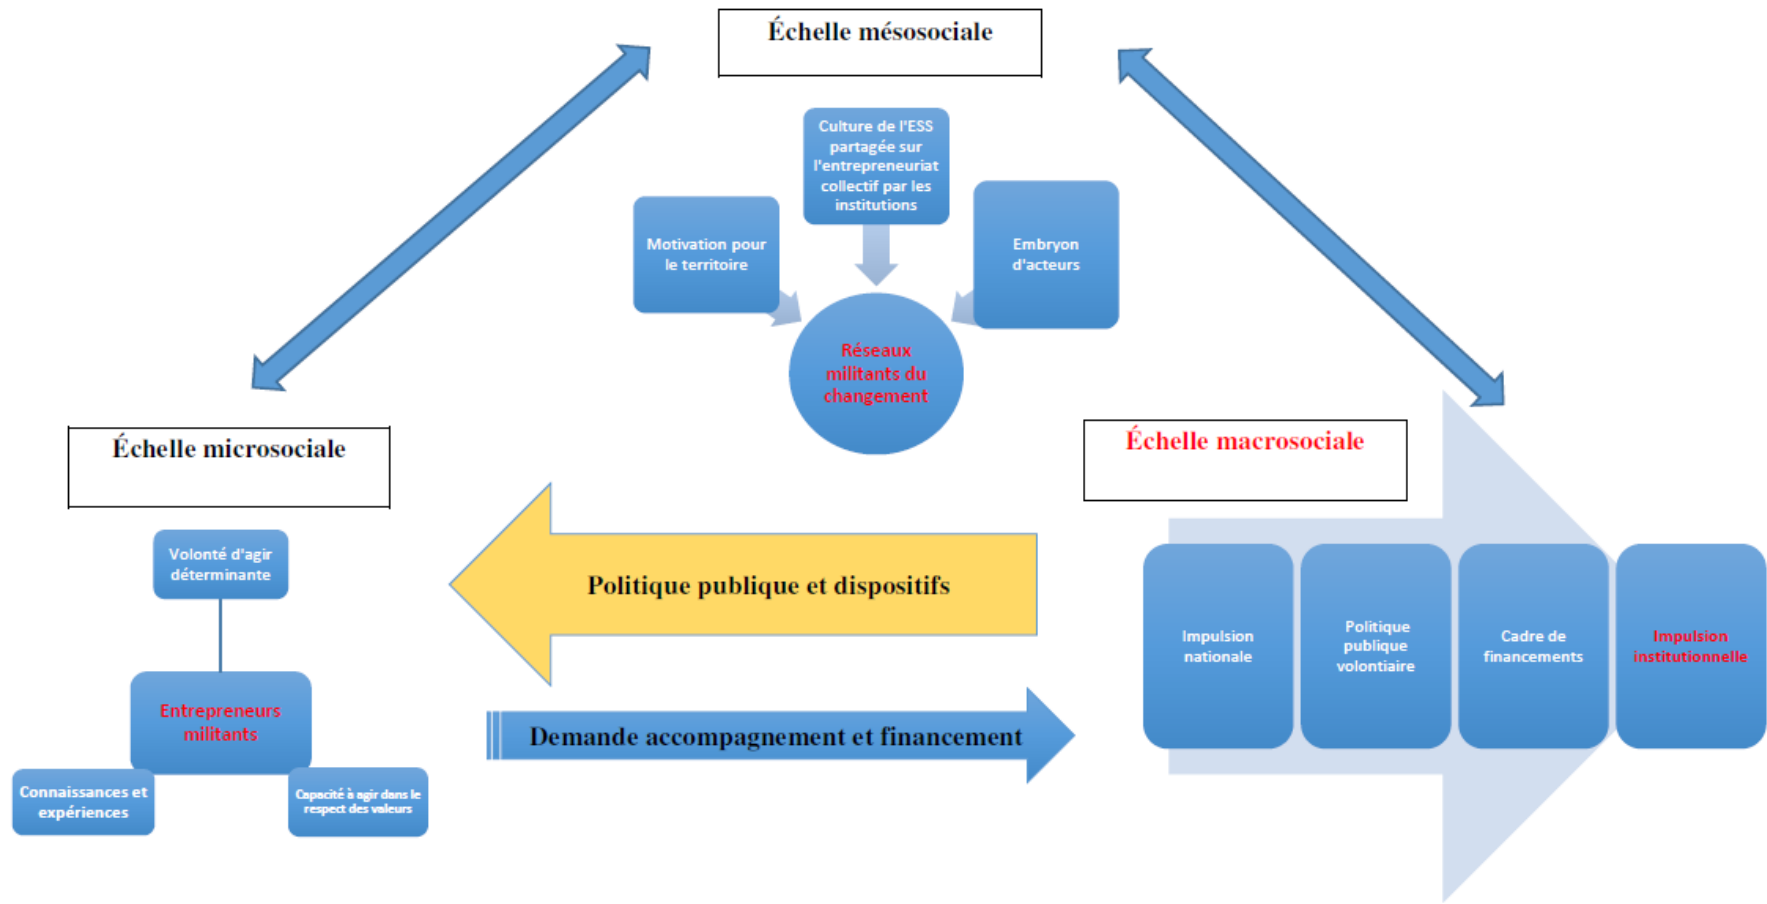 Échelle mésosociale
Culture de l'ESS
partagée sur
l'entrepreneuriat
collectif par les
institutions
Motivation pour
le territoire
Embryon
d'acteurs
Réseaux
militants du
changement
Échelle microsociale
Échelle macrosociale
Volonté d'agir
déterminante
Entrepreneurs
militants
Connaissances et
expériences
Capacité à agir dans le
respect des valeurs
Politique publique et dispositifs
Demande accompagnement et financement
Impulsion
nationale
Politique
publique
volontiaire
Cadre de
financements
Impulsion
institutionnelle